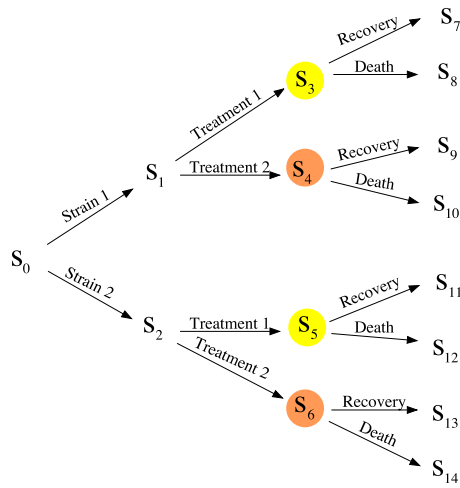 S7
Recovery
S3
Death
S8
Treatment 1
S1
Treatment 2
S4
Recovery
S9
Death
S10
Strain 1
S0
Strain 2
S2
Treatment 1
S5
Recovery
S11
Death
S12
Treatment 2
S6
Recovery
S13
Death
S14